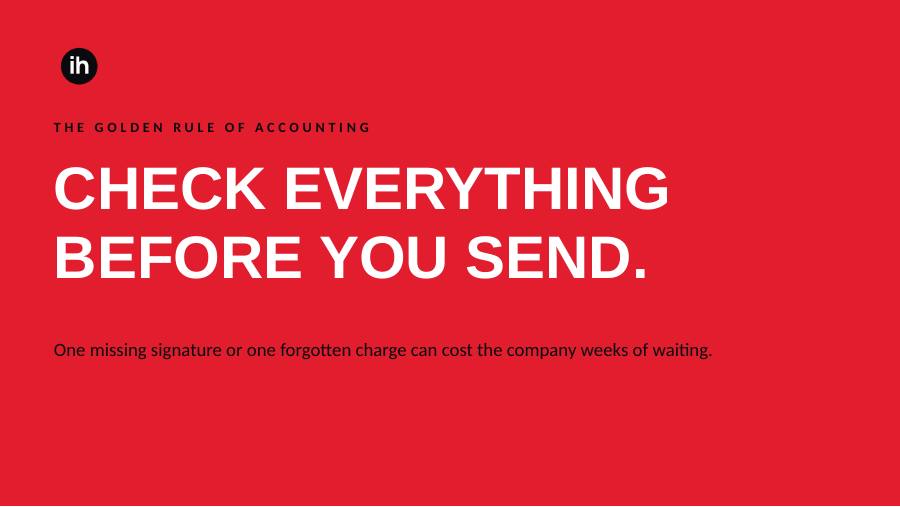 ih
THE GOLDEN RULE OF ACCOUNTING
CHECK EVERYTHING
BEFORE YOU SEND.
One missing signature or one forgotten charge can cost the company weeks of waiting.